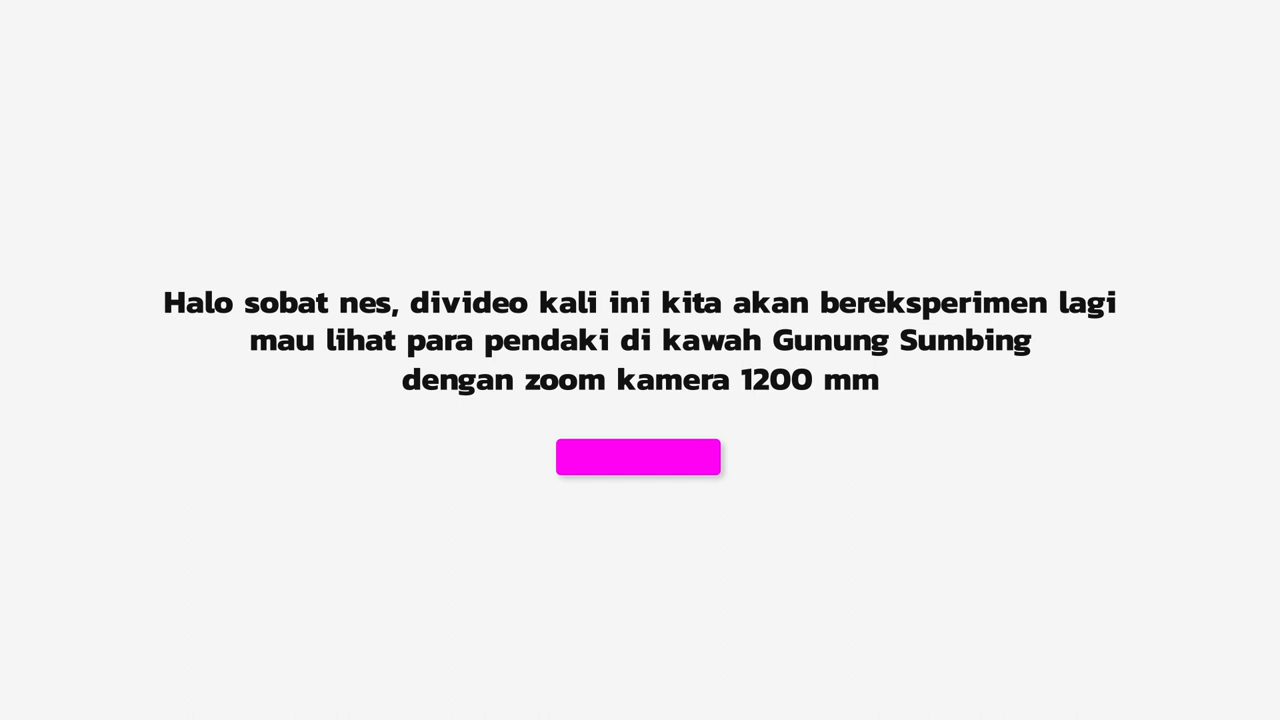 Halo sobat nes, divideo kali ini kita akan bereksperimen lagi
mau lihat para pendaki di kawah Gunung Sumbing
dengan zoom kamera 1200 mm